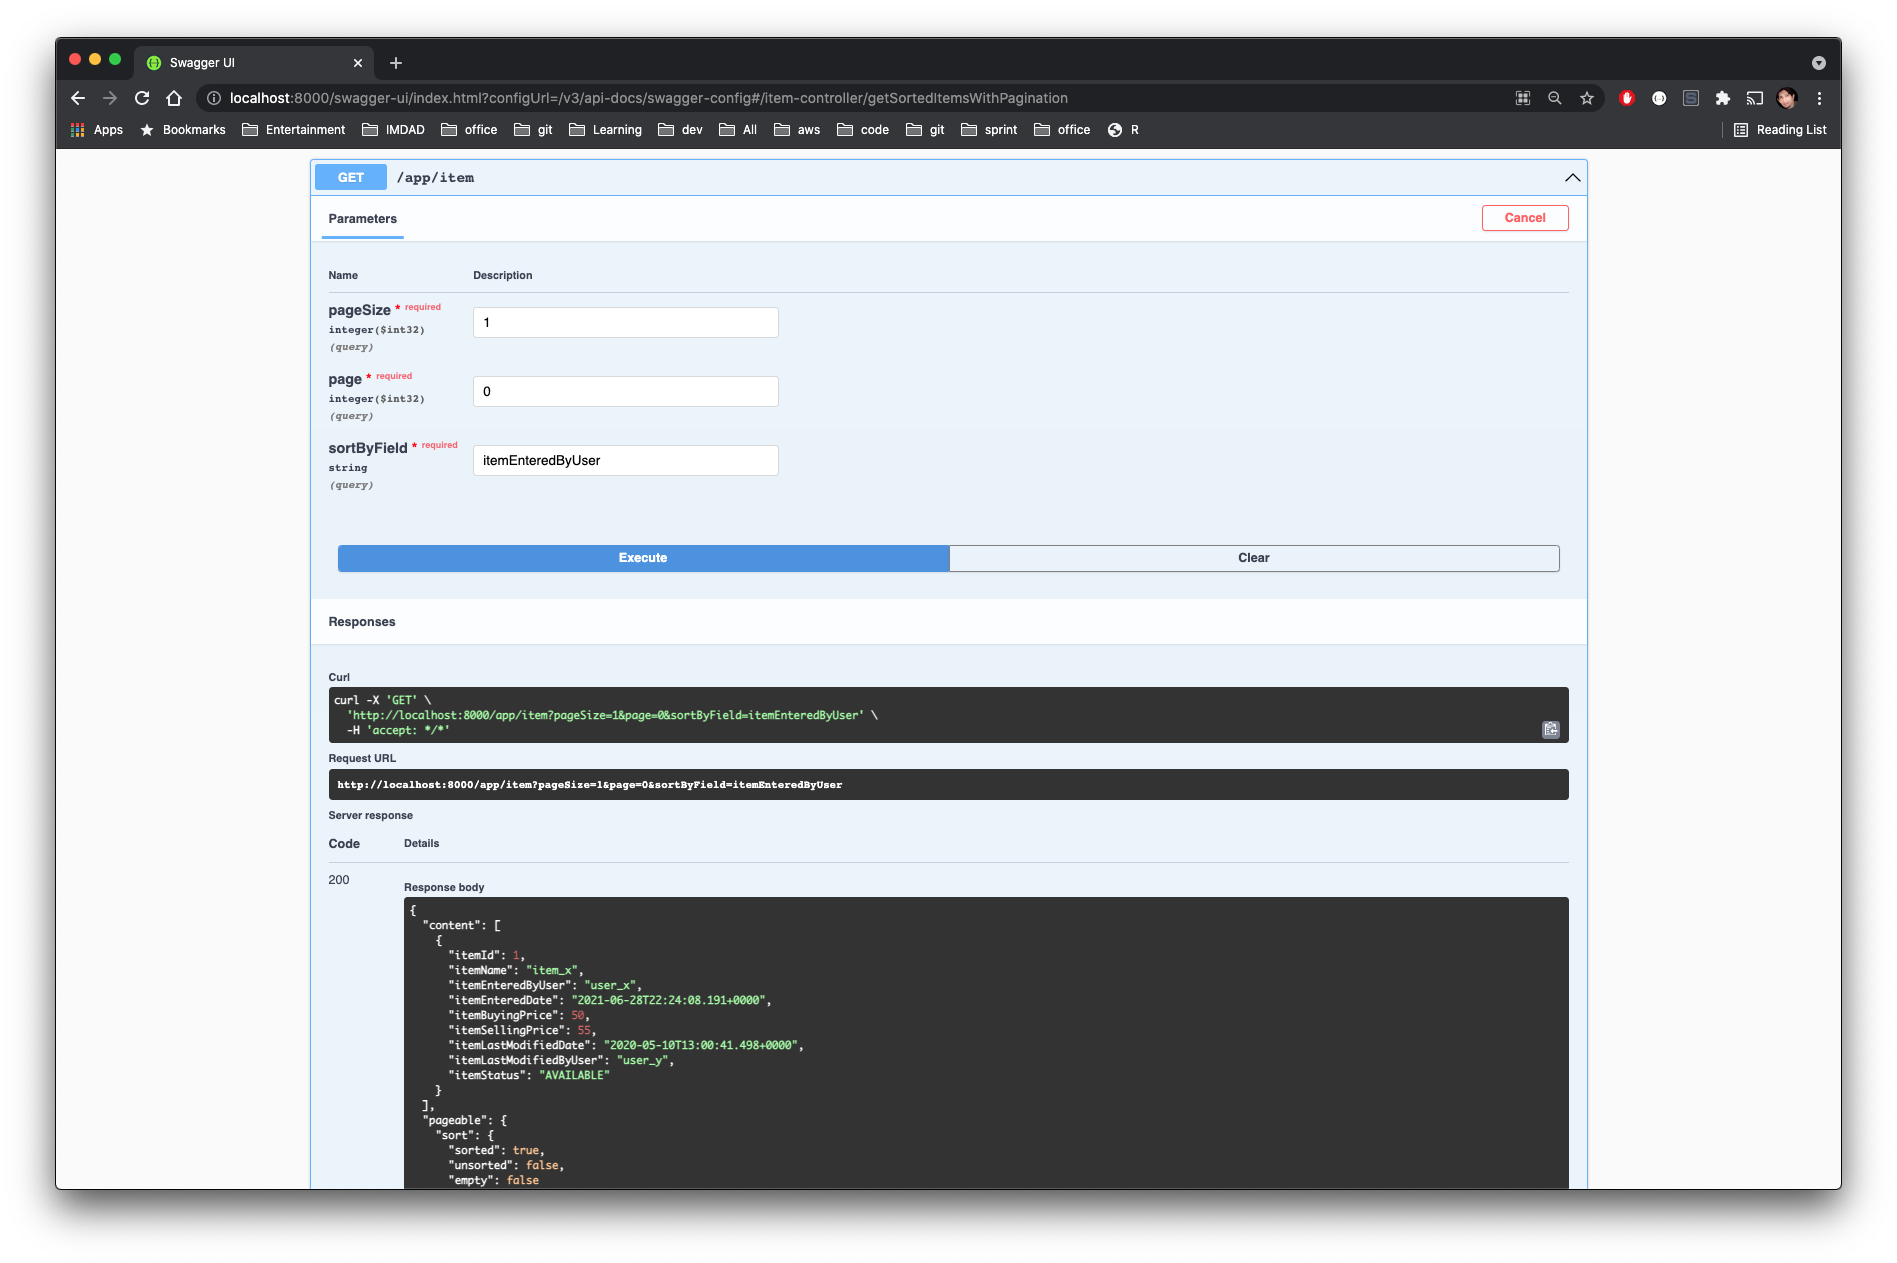 Swagger UI
localhost:8000/swagger-ui/index.html?configUrl=/v3/api-docs/swagger-config#/item-controller/getSortedItemsWithPagination
Apps Bookmarks Entertainment IMDAD office git Learning dev All aws code git sprint office R Reading List
GET /app/item
Parameters Cancel
Name Description
pageSize * required
integer($int32)
(query)
1
page * required
integer($int32)
(query)
0
sortByField * required
string
(query)
itemEnteredByUser
Execute Clear
Responses
Curl
curl -X 'GET' \
'http://localhost:8000/app/item?pageSize=1&page=0&sortByField=itemEnteredByUser' \
-H 'accept: */*'
Request URL
http://localhost:8000/app/item?pageSize=1&page=0&sortByField=itemEnteredByUser
Server response
Code Details
200
Response body
{
"content": [
{
"itemId": 1,
"itemName": "item_x",
"itemEnteredByUser": "user_x",
"itemEnteredDate": "2021-06-28T22:24:08.191+0000",
"itemBuyingPrice": 50,
"itemSellingPrice": 55,
"itemLastModifiedDate": "2020-05-10T13:00:41.498+0000",
"itemLastModifiedByUser": "user_y",
"itemStatus": "AVAILABLE"
}
],
"pageable": {
"sort": {
"sorted": true,
"unsorted": false,
"empty": false